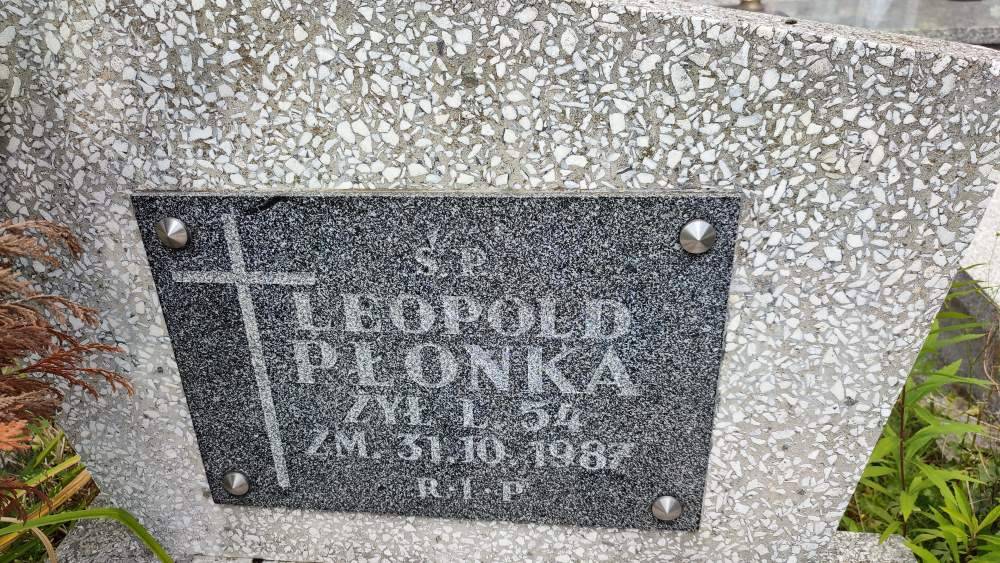 Ś. P.
LEOPOLD
PŁONKA
ŻYŁ L. 54
ZM. 31.10.1987
R·I·P